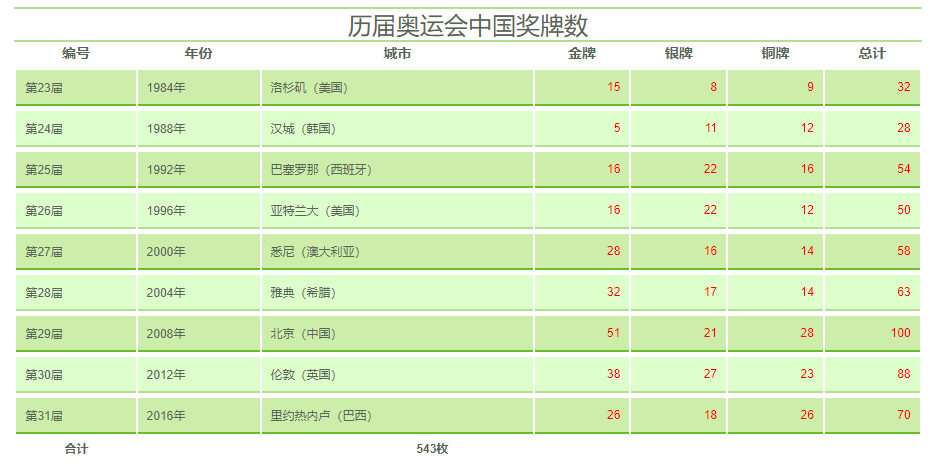 历届奥运会中国奖牌数
编号 年份 城市 金牌 银牌 铜牌 总计
第23届 1984年 洛杉矶（美国） 15 8 9 32
第24届 1988年 汉城（韩国） 5 11 12 28
第25届 1992年 巴塞罗那（西班牙） 16 22 16 54
第26届 1996年 亚特兰大（美国） 16 22 12 50
第27届 2000年 悉尼（澳大利亚） 28 16 14 58
第28届 2004年 雅典（希腊） 32 17 14 63
第29届 2008年 北京（中国） 51 21 28 100
第30届 2012年 伦敦（英国） 38 27 23 88
第31届 2016年 里约热内卢（巴西） 26 18 26 70
合计 543枚